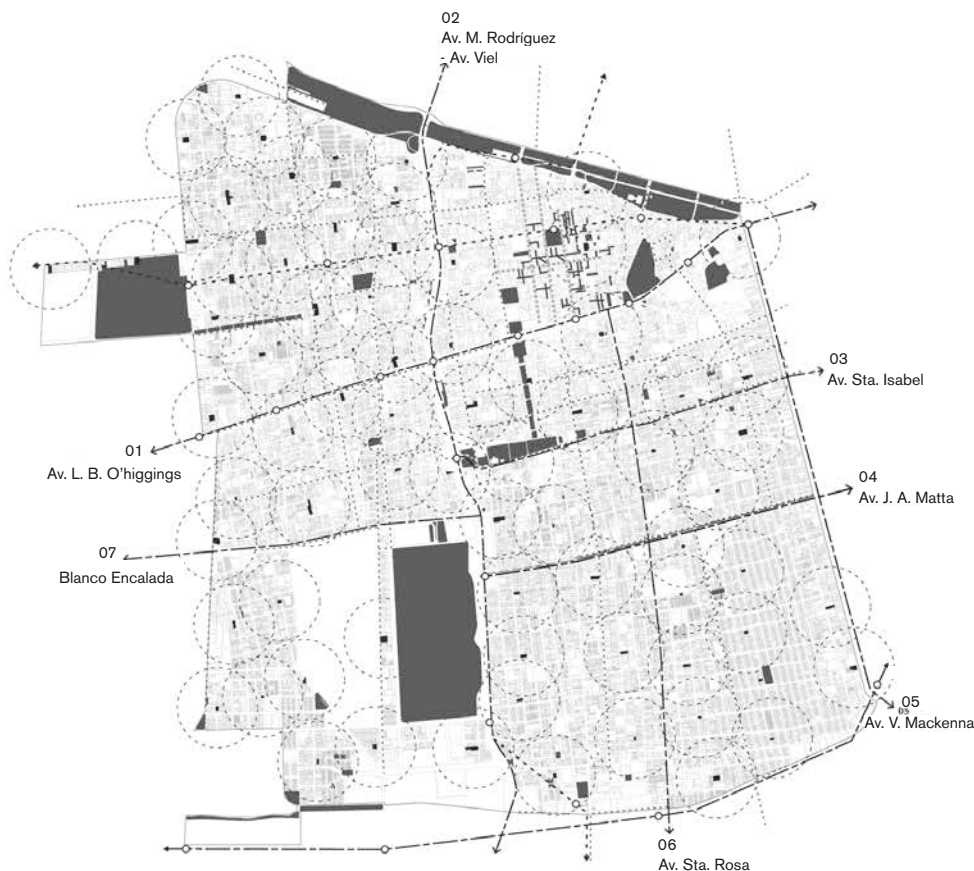 02
Av. M. Rodríguez
- Av. Viel
03
Av. Sta. Isabel
01
Av. L. B. O'higgings
04
Av. J. A. Matta
07
Blanco Encalada
05
05
Av. V. Mackenna
06
Av. Sta. Rosa